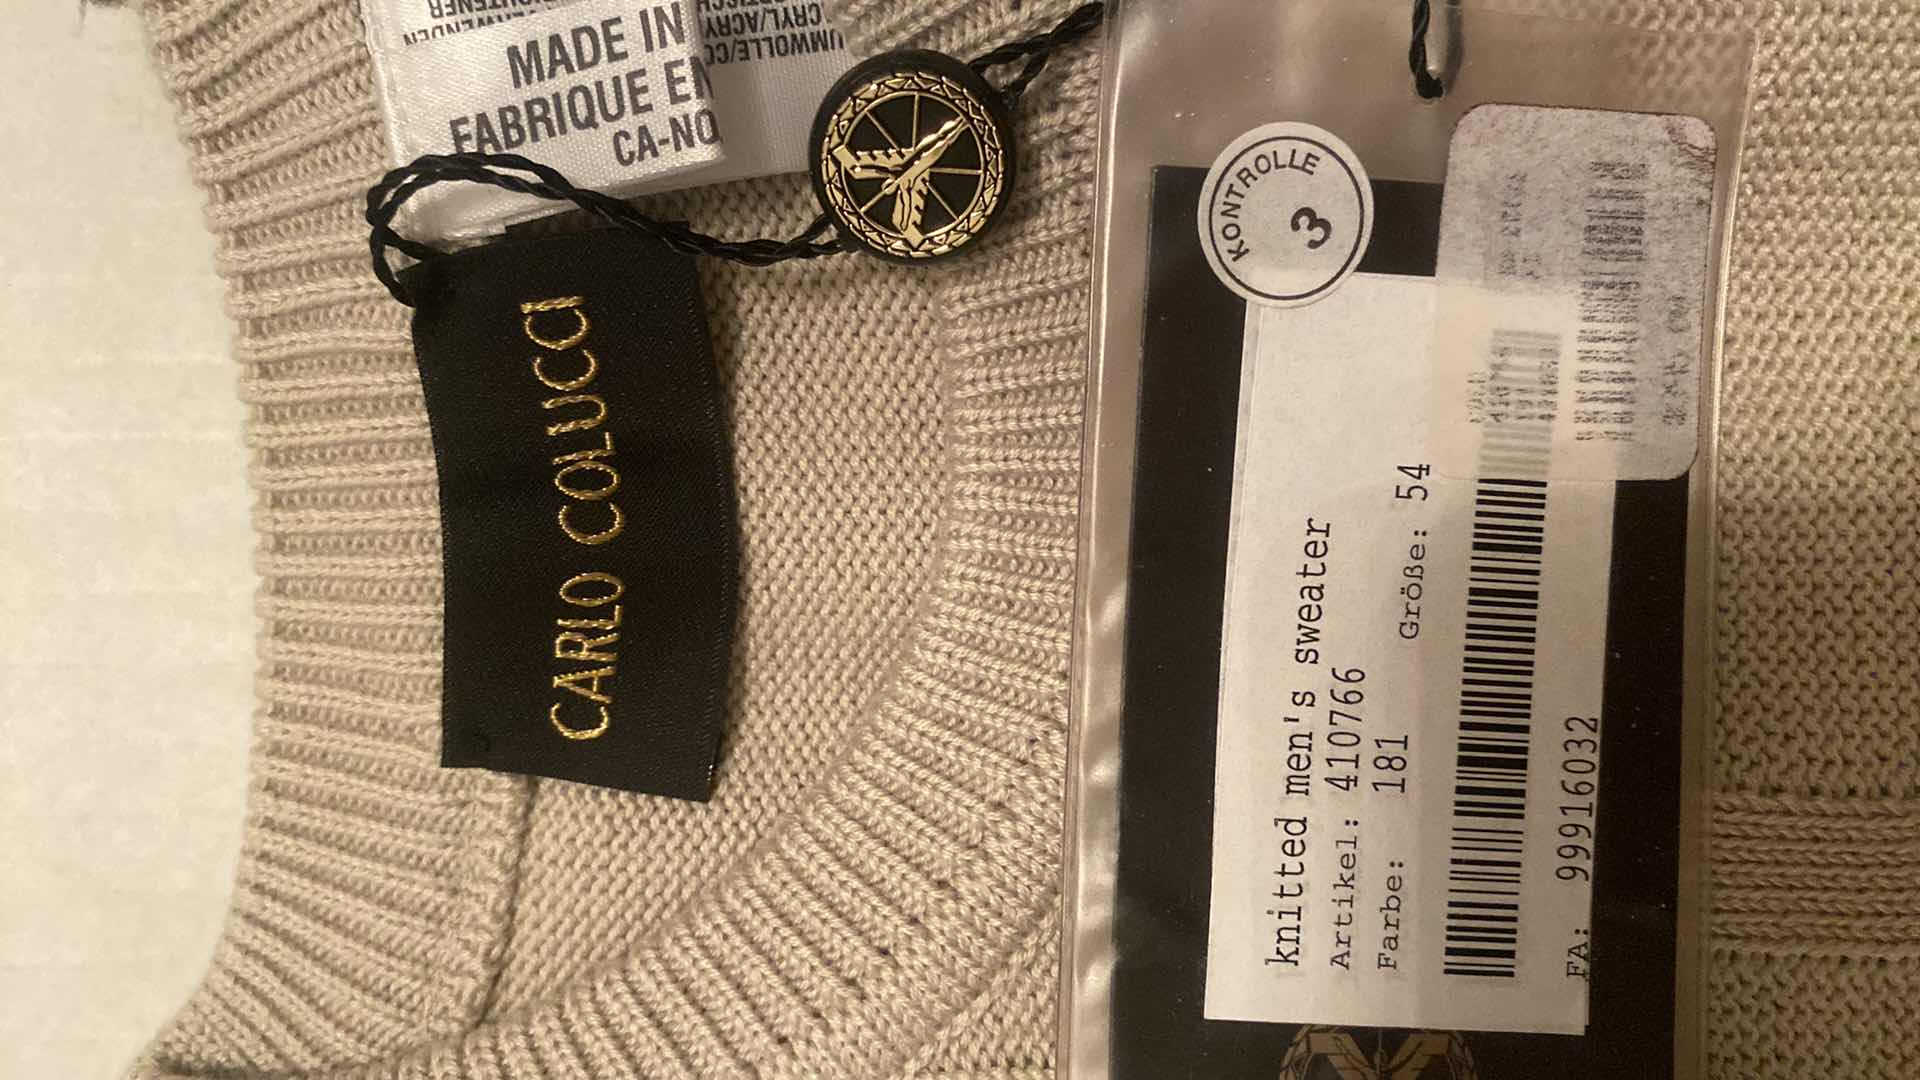 MADE IN
FABRIQUE EN
CA-NO
CARLO COLUCCI
KONTROLLE
3
knitted men's sweater
Artikel: 410766
Farbe: 181 Größe: 54
FA: 99916032